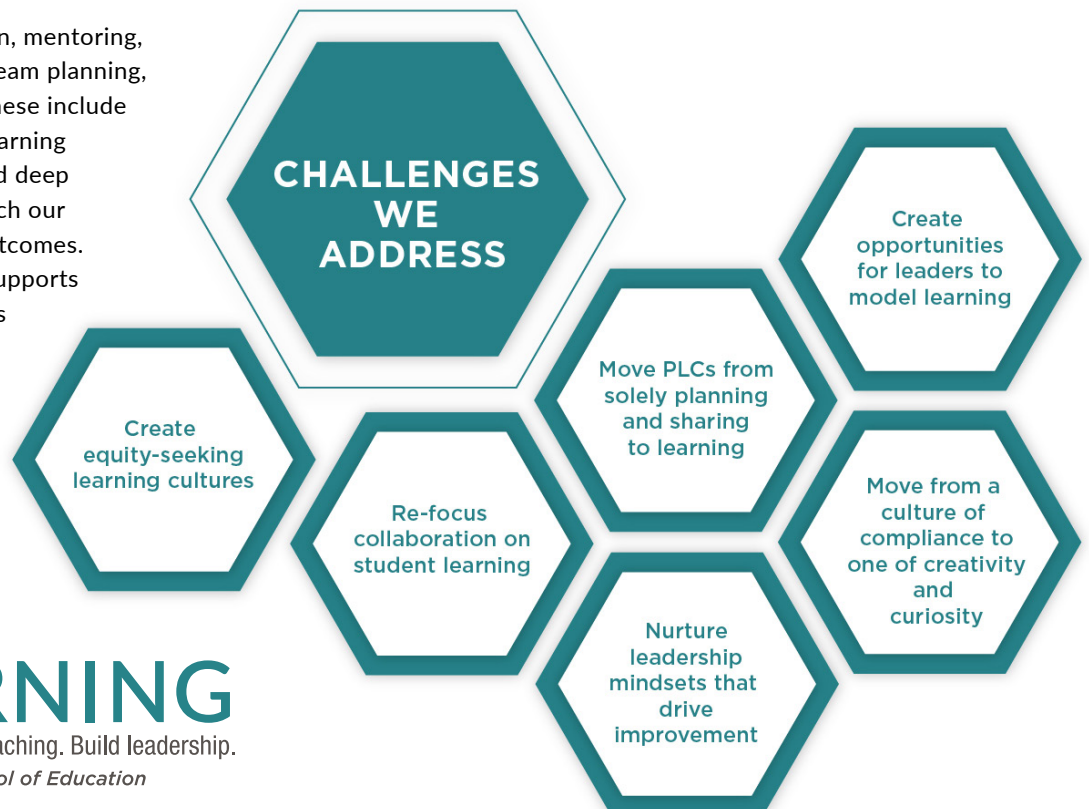 n, mentoring,
eam planning,
hese include
arning
d deep
ch our
tcomes.
upports
s
CHALLENGES
WE
ADDRESS
Create
opportunities
for leaders to
model learning
Move PLCs from
solely planning
and sharing
to learning
Create
equity-seeking
learning cultures
Re-focus
collaboration on
student learning
Move from a
culture of
compliance to
one of creativity
and
curiosity
Nurture
leadership
mindsets that
drive
improvement
RNING
aching. Build leadership.
ol of Education